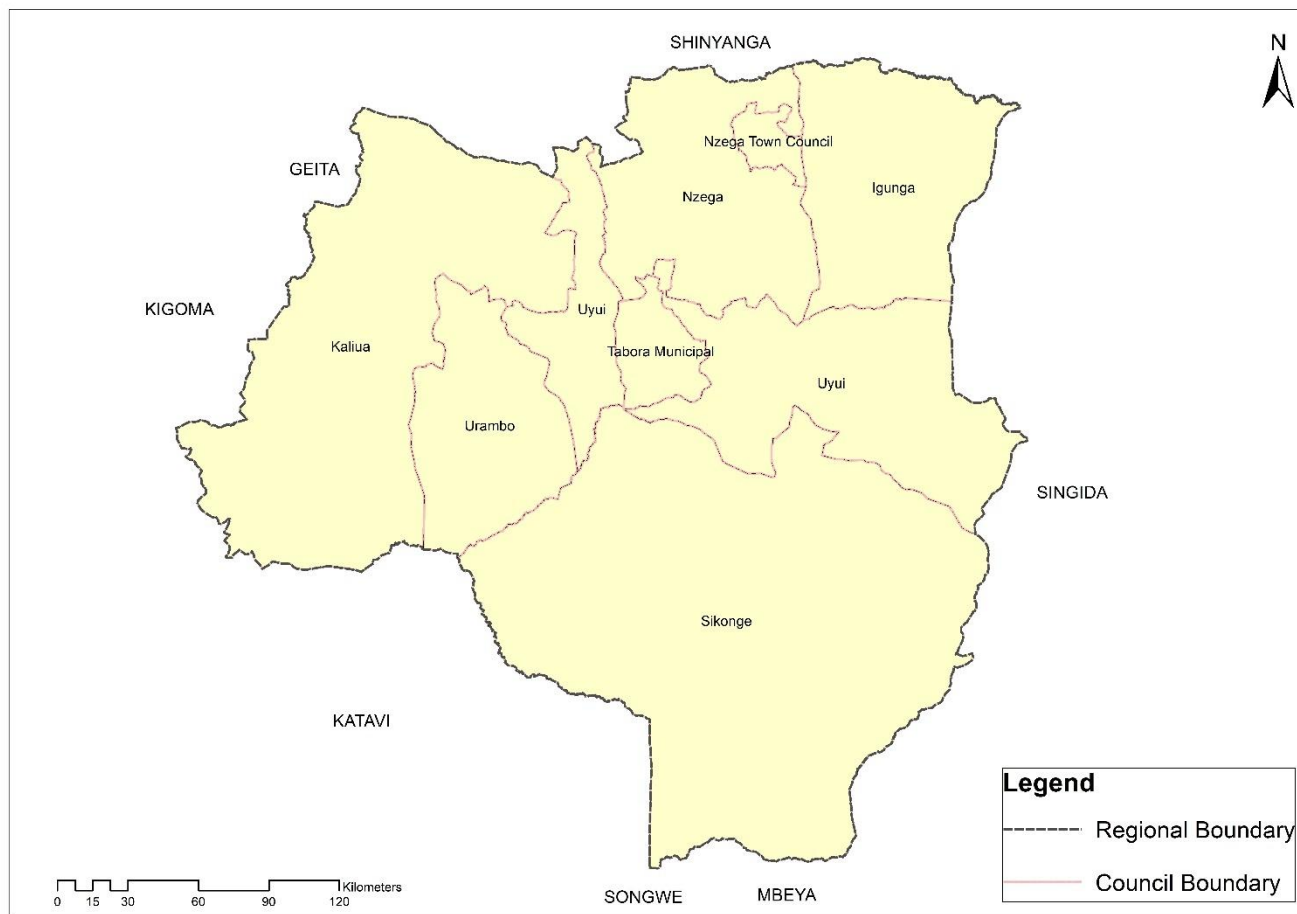 SHINYANGA
N
Nzega Town Council
GEITA
Igunga
Nzega
KIGOMA
Uyui
Kaliua
Tabora Municipal
Uyui
Urambo
SINGIDA
Sikonge
KATAVI
Legend
Regional Boundary
Council Boundary
Kilometers
0 15 30 60 90 120
SONGWE
MBEYA